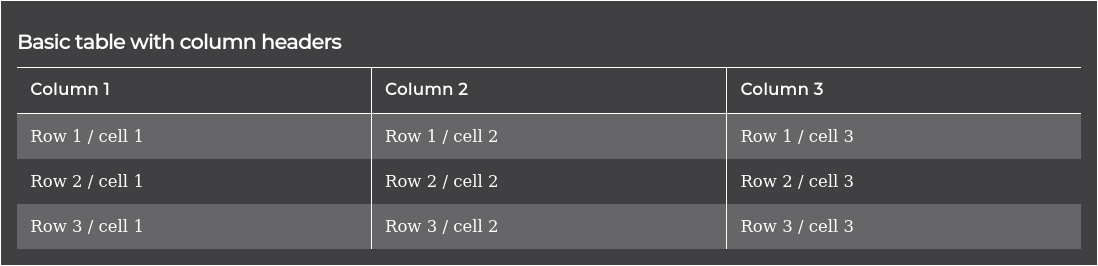 Basic table with column headers
Column 1 Column 2 Column 3
Row 1 / cell 1 Row 1 / cell 2 Row 1 / cell 3
Row 2 / cell 1 Row 2 / cell 2 Row 2 / cell 3
Row 3 / cell 1 Row 3 / cell 2 Row 3 / cell 3